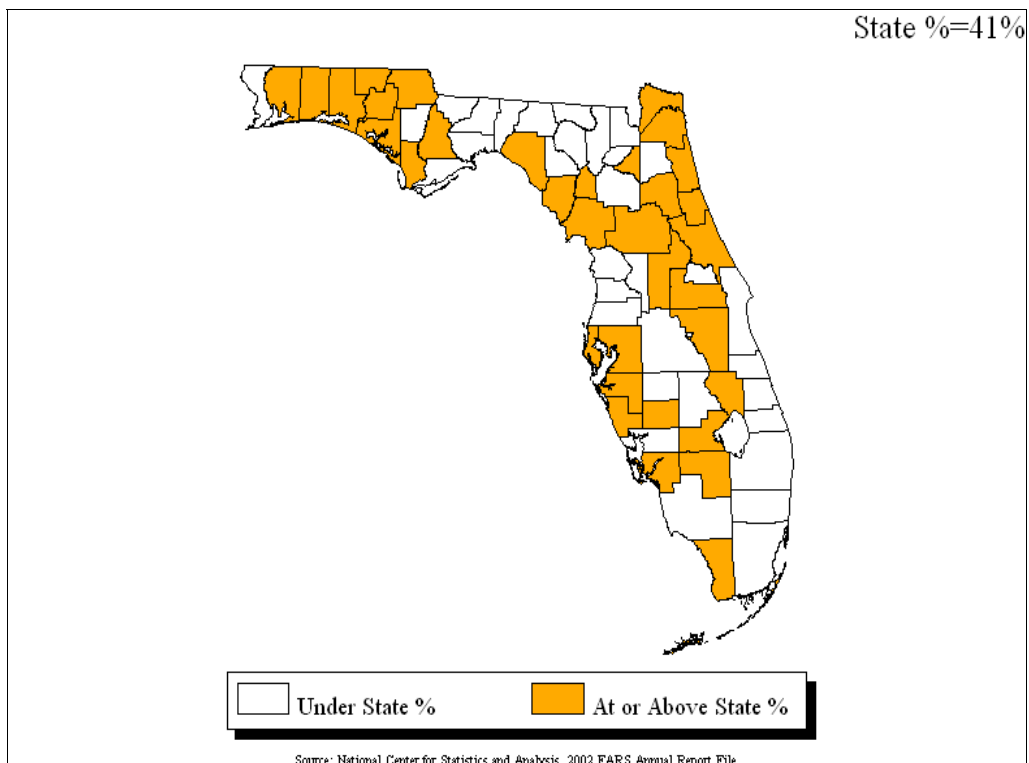 State %=41%
Under State %
At or Above State %
Source: National Center for Statistics and Analysis, 2002 FARS Annual Report File